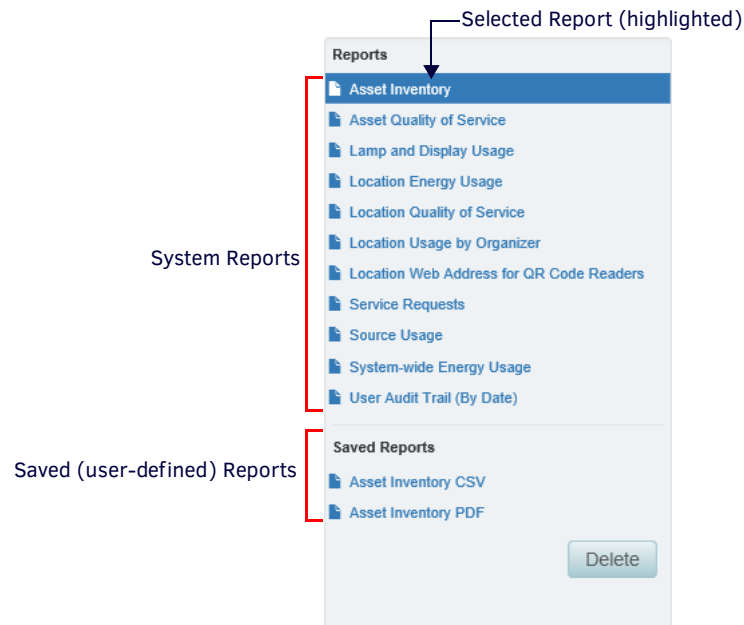 Selected Report (highlighted)
Reports
Asset Inventory
Asset Quality of Service
Lamp and Display Usage
Location Energy Usage
Location Quality of Service
Location Usage by Organizer
System Reports
Location Web Address for QR Code Readers
Service Requests
Source Usage
System-wide Energy Usage
User Audit Trail (By Date)
Saved Reports
Saved (user-defined) Reports
Asset Inventory CSV
Asset Inventory PDF
Delete